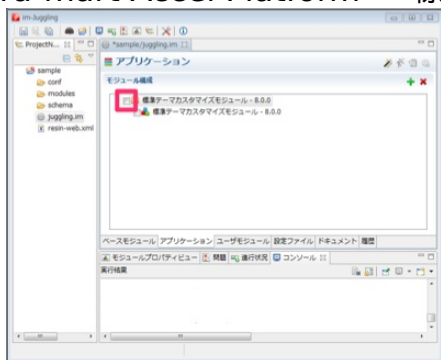 im-Juggling
ProjectN...
*sample/juggling.im
sample
conf
modules
schema
juggling.im
resin-web.xml
アプリケーション
モジュール構成
標準テーマカスタマイズモジュール - 8.0.0
標準テーマカスタマイズモジュール - 8.0.0
ベースモジュール アプリケーション ユーザモジュール 設定ファイル ドキュメント 履歴
モジュールプロパティビュー 問題 進行状況 コンソール
実行結果